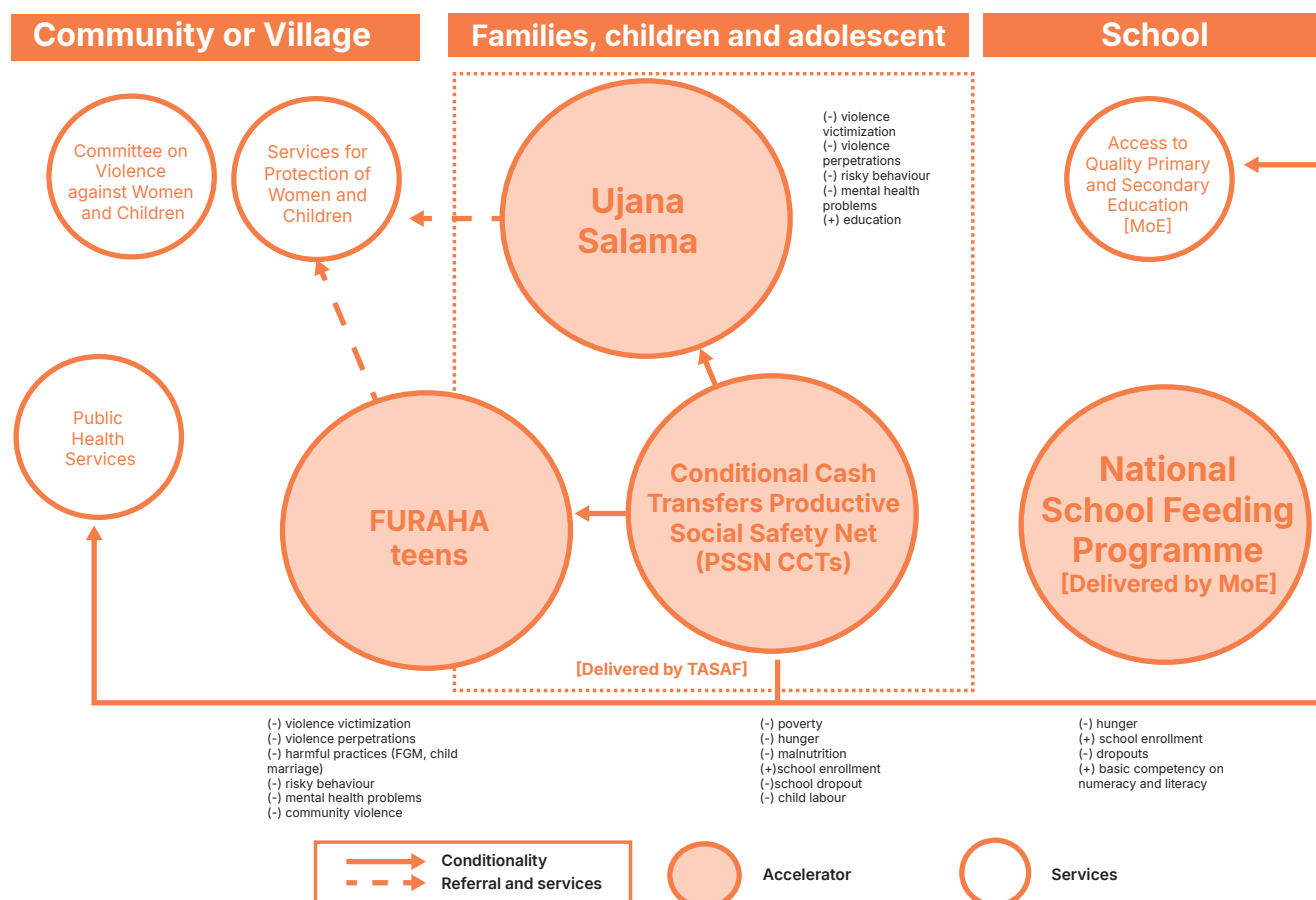 Community or Village
Families, children and adolescent
School
Committee on
Violence
against Women
and Children
Services for
Protection of
Women and
Children
Ujana
Salama
(-) violence
victimization
(-) violence
perpetrations
(-) risky behaviour
(-) mental health
problems
(+) education
Access to
Quality Primary
and Secondary
Education
[MoE]
Public
Health
Services
FURAHA
teens
Conditional Cash
Transfers Productive
Social Safety Net
(PSSN CCTs)
National
School Feeding
Programme
[Delivered by MoE]
[Delivered by TASAF]
(-) violence victimization
(-) violence perpetrations
(-) harmful practices (FGM, child
marriage)
(-) risky behaviour
(-) mental health problems
(-) community violence
(-) poverty
(-) hunger
(-) malnutrition
(+)school enrollment
(-)school dropout
(-) child labour
(-) hunger
(+) school enrollment
(-) dropouts
(+) basic competency on
numeracy and literacy
Conditionality
Referral and services
Accelerator
Services